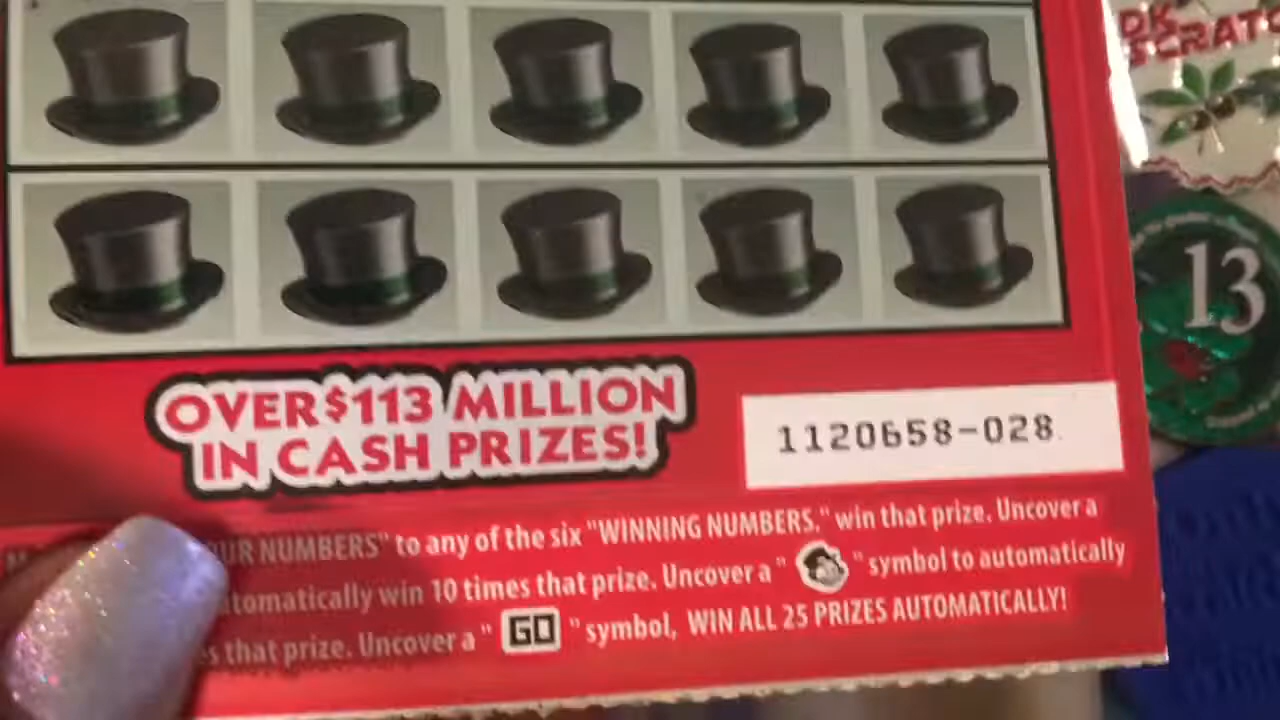 OVER $113 MILLION
IN CASH PRIZES!
1120658-028
UR NUMBERS" to any of the six "WINNING NUMBERS," win that prize. Uncover a
tomatically win 10 times that prize. Uncover a " " symbol to automatically
s that prize. Uncover a " GO " symbol, WIN ALL 25 PRIZES AUTOMATICALLY!
13